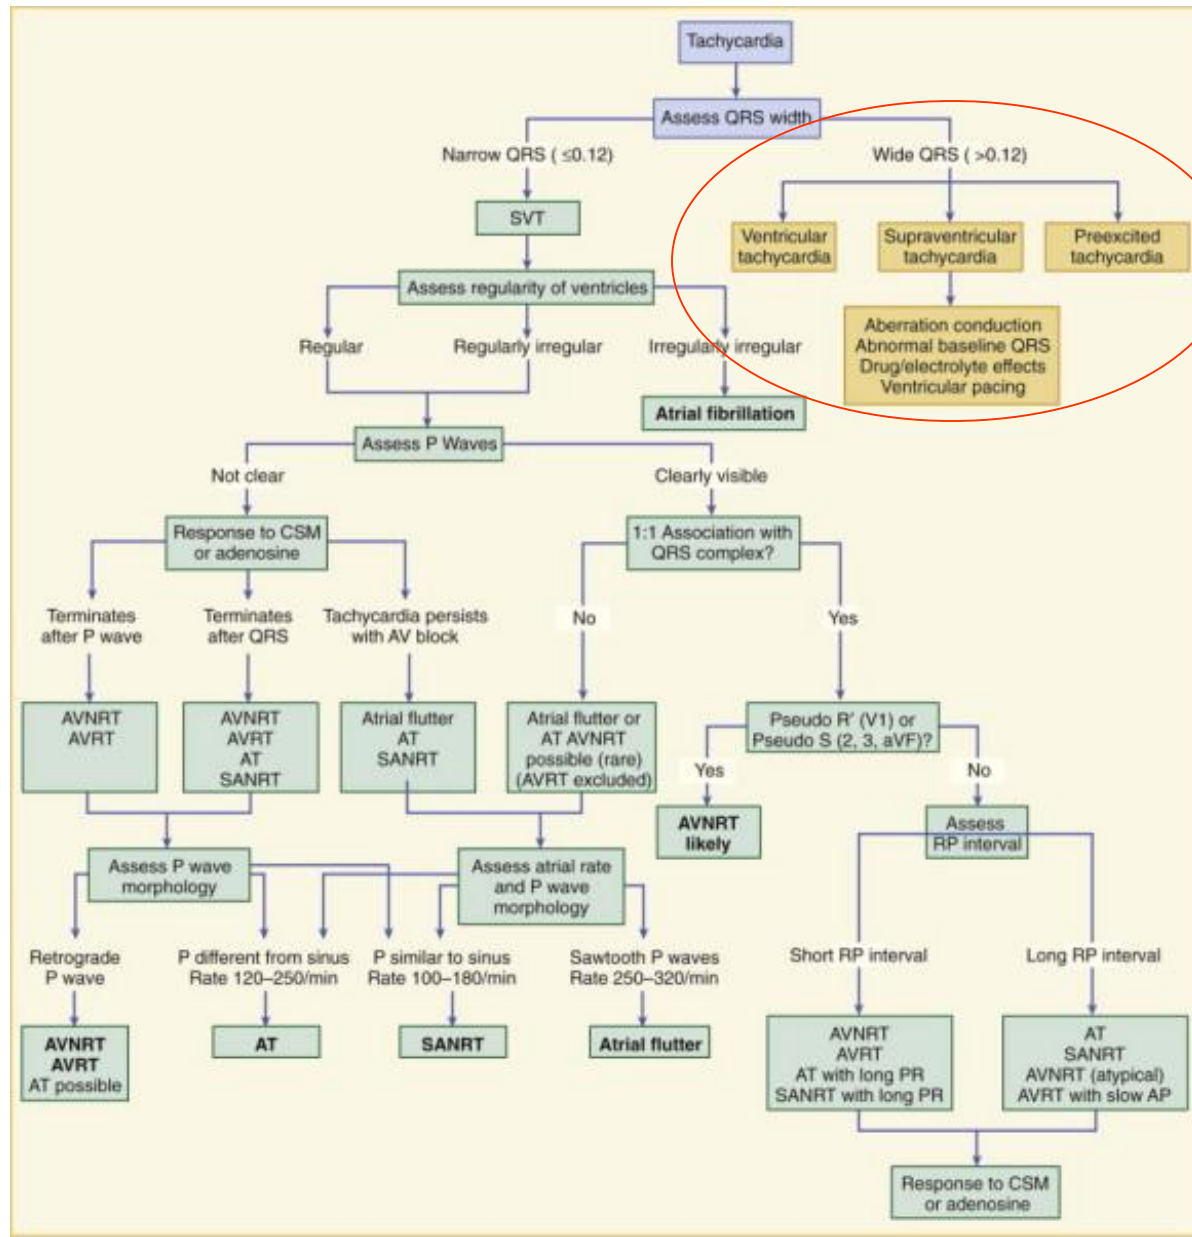 Tachycardia
Assess QRS width
Narrow QRS ( ≤0.12)
Wide QRS ( >0.12)
SVT
Ventricular
tachycardia
Supraventricular
tachycardia
Preexcited
tachycardia
Assess regularity of ventricles
Aberration conduction
Abnormal baseline QRS
Drug/electrolyte effects
Ventricular pacing
Regular
Regularly irregular
Irregularly irregular
Atrial fibrillation
Assess P Waves
Not clear
Clearly visible
Response to CSM
or adenosine
1:1 Association with
QRS complex?
Terminates
after P wave
Terminates
after QRS
Tachycardia persists
with AV block
No
Yes
AVNRT
AVRT
AVNRT
AVRT
AT
SANRT
Atrial flutter
AT
SANRT
Atrial flutter or
AT AVNRT
possible (rare)
(AVRT excluded)
Pseudo R′ (V1) or
Pseudo S (2, 3, aVF)?
Yes
No
AVNRT
likely
Assess
RP interval
Assess P wave
morphology
Assess atrial rate
and P wave
morphology
Retrograde
P wave
P different from sinus
Rate 120–250/min
P similar to sinus
Rate 100–180/min
Sawtooth P waves
Rate 250–320/min
Short RP interval
Long RP interval
AVNRT
AVRT
AT possible
AT
SANRT
Atrial flutter
AVNRT
AVRT
AT with long PR
SANRT with long PR
AT
SANRT
AVNRT (atypical)
AVRT with slow AP
Response to CSM
or adenosine